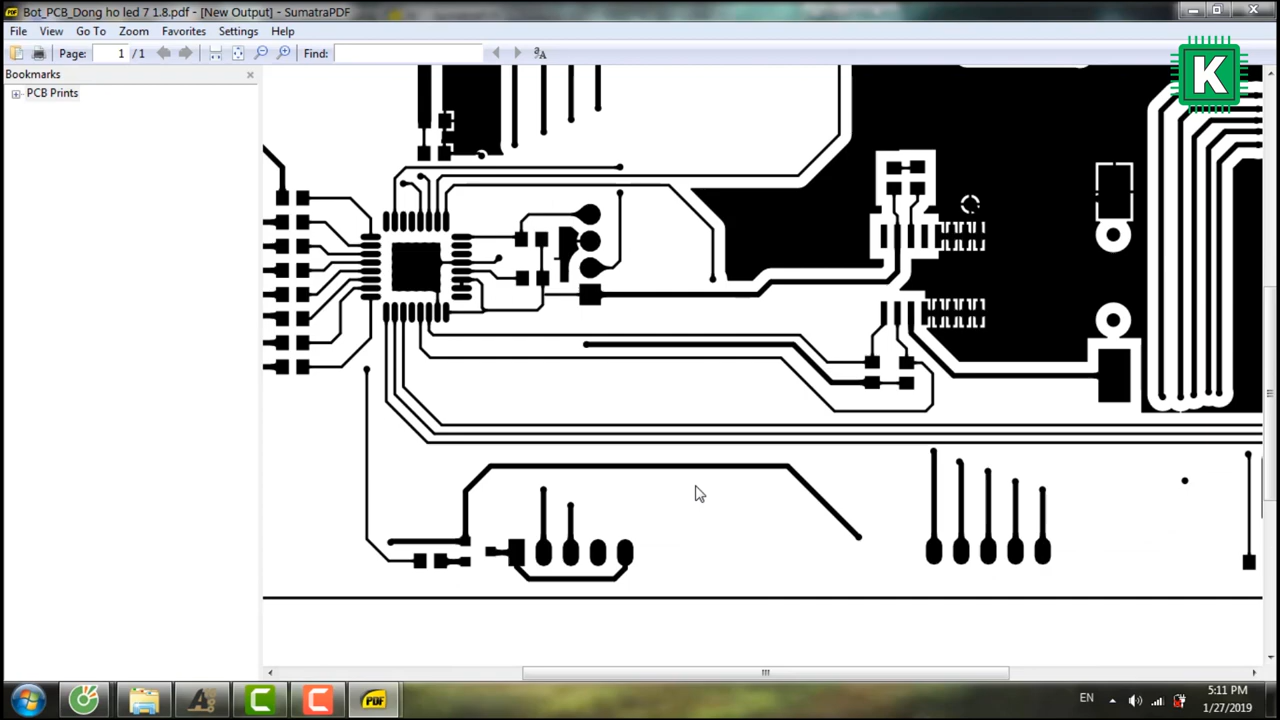 Bot_PCB_Dong ho led 7 1.8.pdf - [New Output] - SumatraPDF
File View Go To Zoom Favorites Settings Help
Page: 1 / 1 Find:
Bookmarks
PCB Prints
K
PDF
EN
5:11 PM
1/27/2019